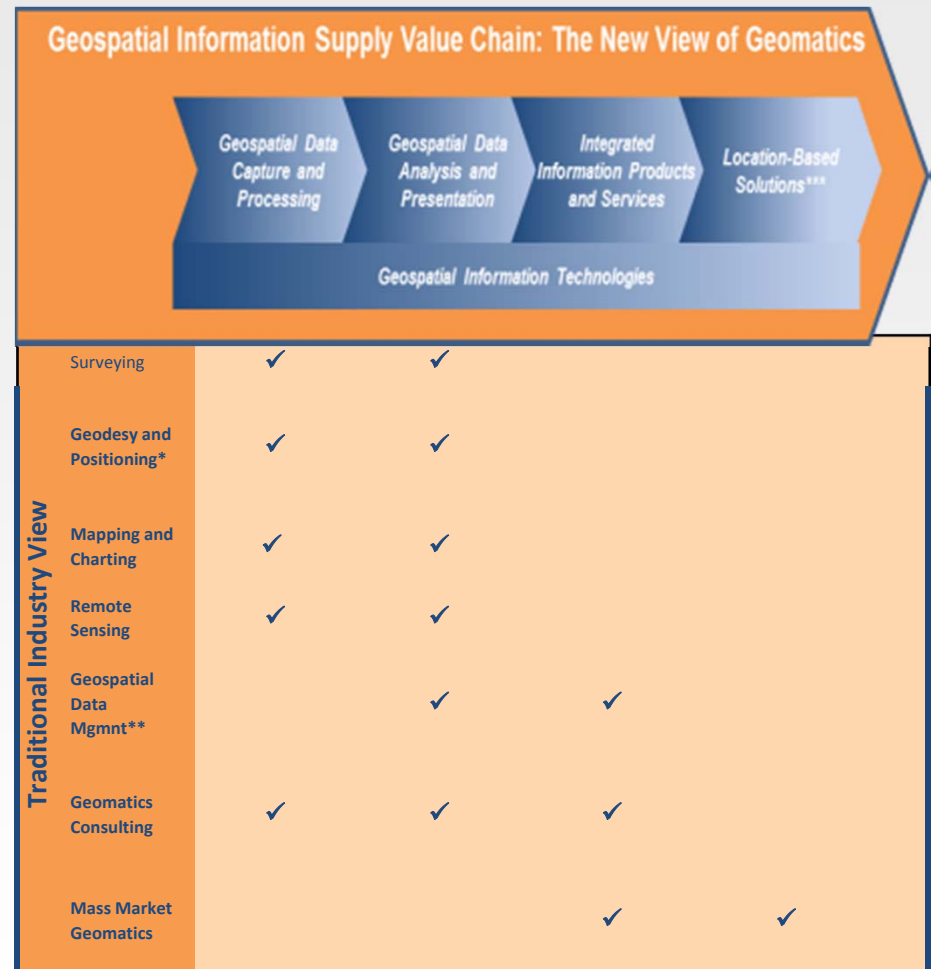 Geospatial Information Supply Value Chain: The New View of Geomatics
Geospatial Data
Capture and
Processing
Geospatial Data
Analysis and
Presentation
Integrated
Information Products
and Services
Location-Based
Solutions***
Geospatial Information Technologies
Traditional Industry View
Surveying
✓ ✓
Geodesy and
Positioning*
✓ ✓
Mapping and
Charting
✓ ✓
Remote
Sensing
✓ ✓
Geospatial
Data
Mgmnt**
✓ ✓
Geomatics
Consulting
✓ ✓ ✓
Mass Market
Geomatics
✓ ✓